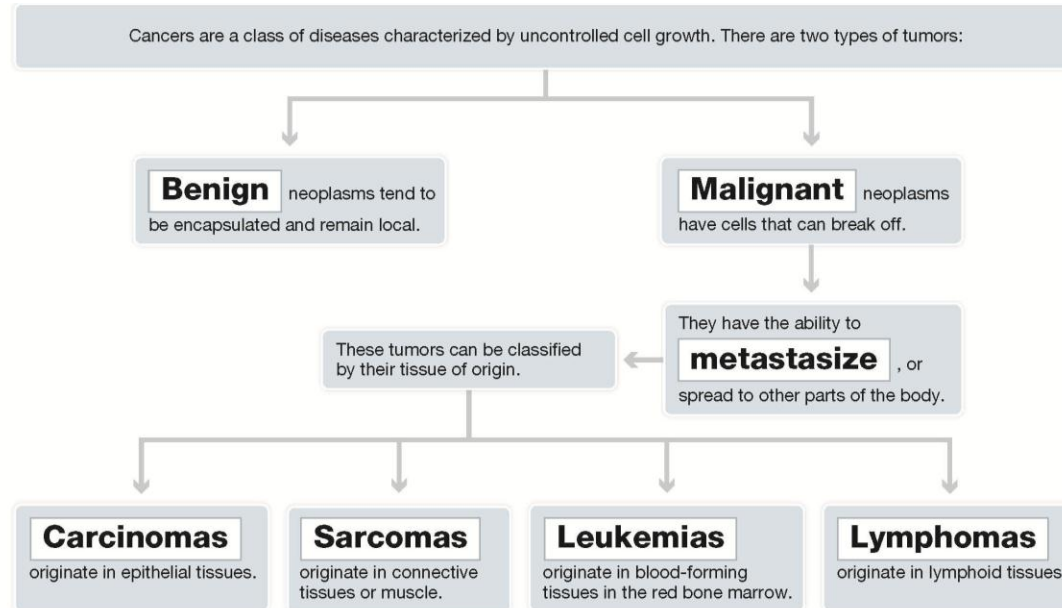 Cancers are a class of diseases characterized by uncontrolled cell growth. There are two types of tumors:
Benign neoplasms tend to
be encapsulated and remain local.
Malignant neoplasms
have cells that can break off.
They have the ability to
metastasize , or
spread to other parts of the body.
These tumors can be classified
by their tissue of origin.
Carcinomas
originate in epithelial tissues.
Sarcomas
originate in connective
tissues or muscle.
Leukemias
originate in blood-forming
tissues in the red bone marrow.
Lymphomas
originate in lymphoid tissues